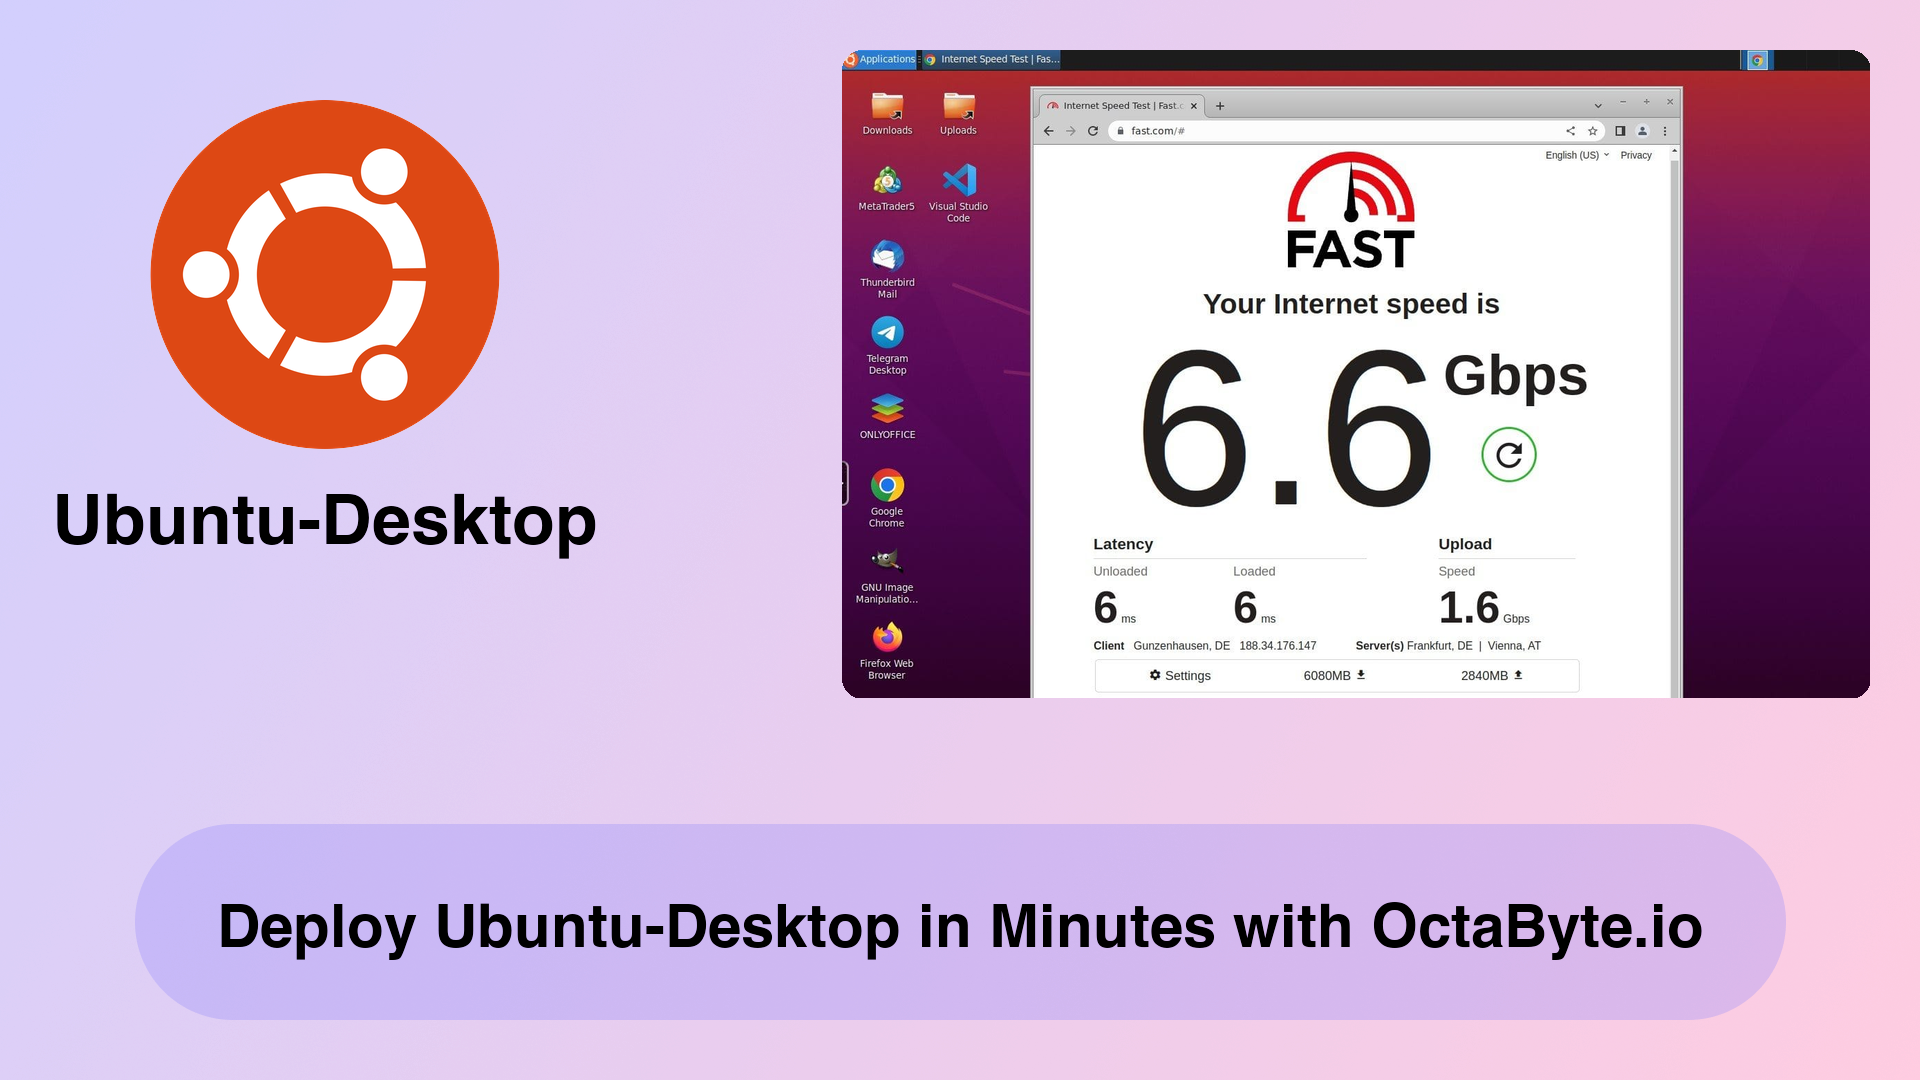 Ubuntu-Desktop
Applications
Internet Speed Test | Fas...
Downloads
Uploads
MetaTrader5
Visual Studio
Code
Thunderbird
Mail
Telegram
Desktop
ONLYOFFICE
Google
Chrome
GNU Image
Manipulatio...
Firefox Web
Browser
Internet Speed Test | Fast.c
fast.com/#
English (US)
Privacy
FAST
Your Internet speed is
6.6 Gbps
Latency
Upload
Unloaded
Loaded
Speed
6 ms
6 ms
1.6 Gbps
Client Gunzenhausen, DE 188.34.176.147
Server(s) Frankfurt, DE | Vienna, AT
Settings
6080MB
2840MB
Deploy Ubuntu-Desktop in Minutes with OctaByte.io